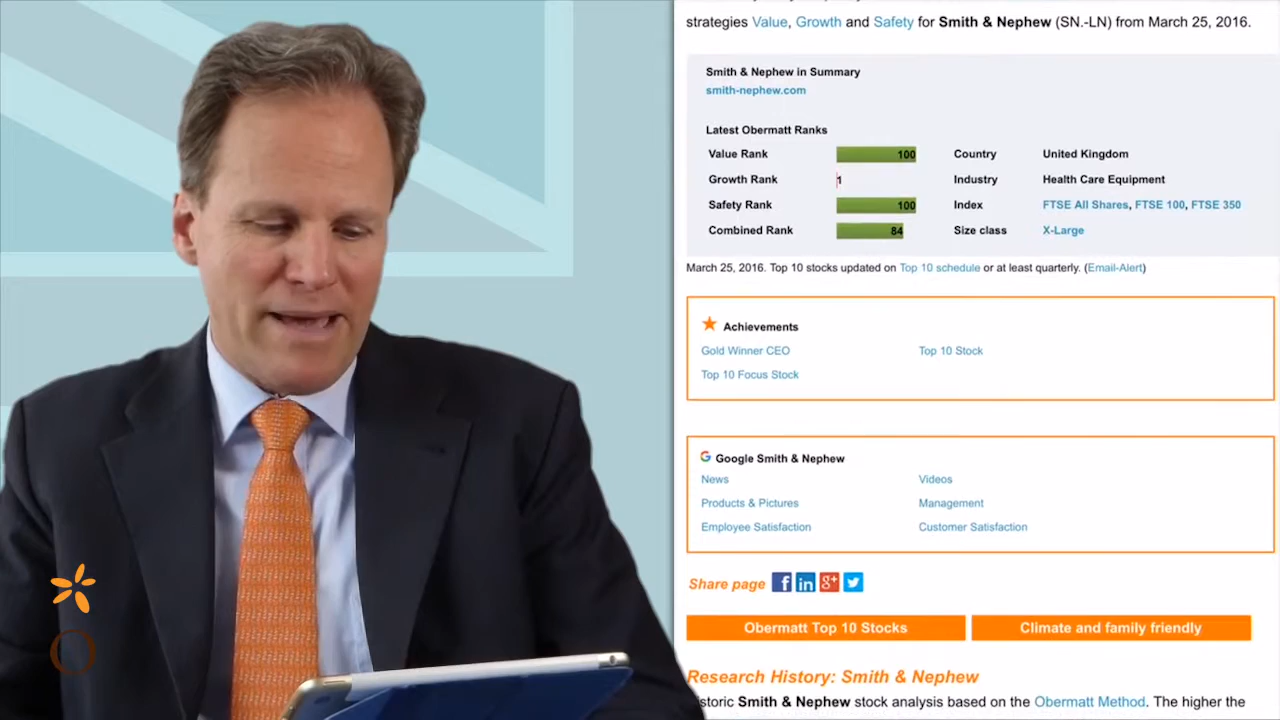 strategies Value, Growth and Safety for Smith & Nephew (SN.-LN) from March 25, 2016.
Smith & Nephew in Summary
smith-nephew.com
Latest Obermatt Ranks
Value Rank 100 Country United Kingdom
Growth Rank 1 Industry Health Care Equipment
Safety Rank 100 Index FTSE All Shares, FTSE 100, FTSE 350
Combined Rank 84 Size class X-Large
March 25, 2016. Top 10 stocks updated on Top 10 schedule or at least quarterly. (Email-Alert)
Achievements
Gold Winner CEO Top 10 Stock
Top 10 Focus Stock
Google Smith & Nephew
News Videos
Products & Pictures Management
Employee Satisfaction Customer Satisfaction
Share page
Obermatt Top 10 Stocks Climate and family friendly
Research History: Smith & Nephew
storic Smith & Nephew stock analysis based on the Obermatt Method. The higher the